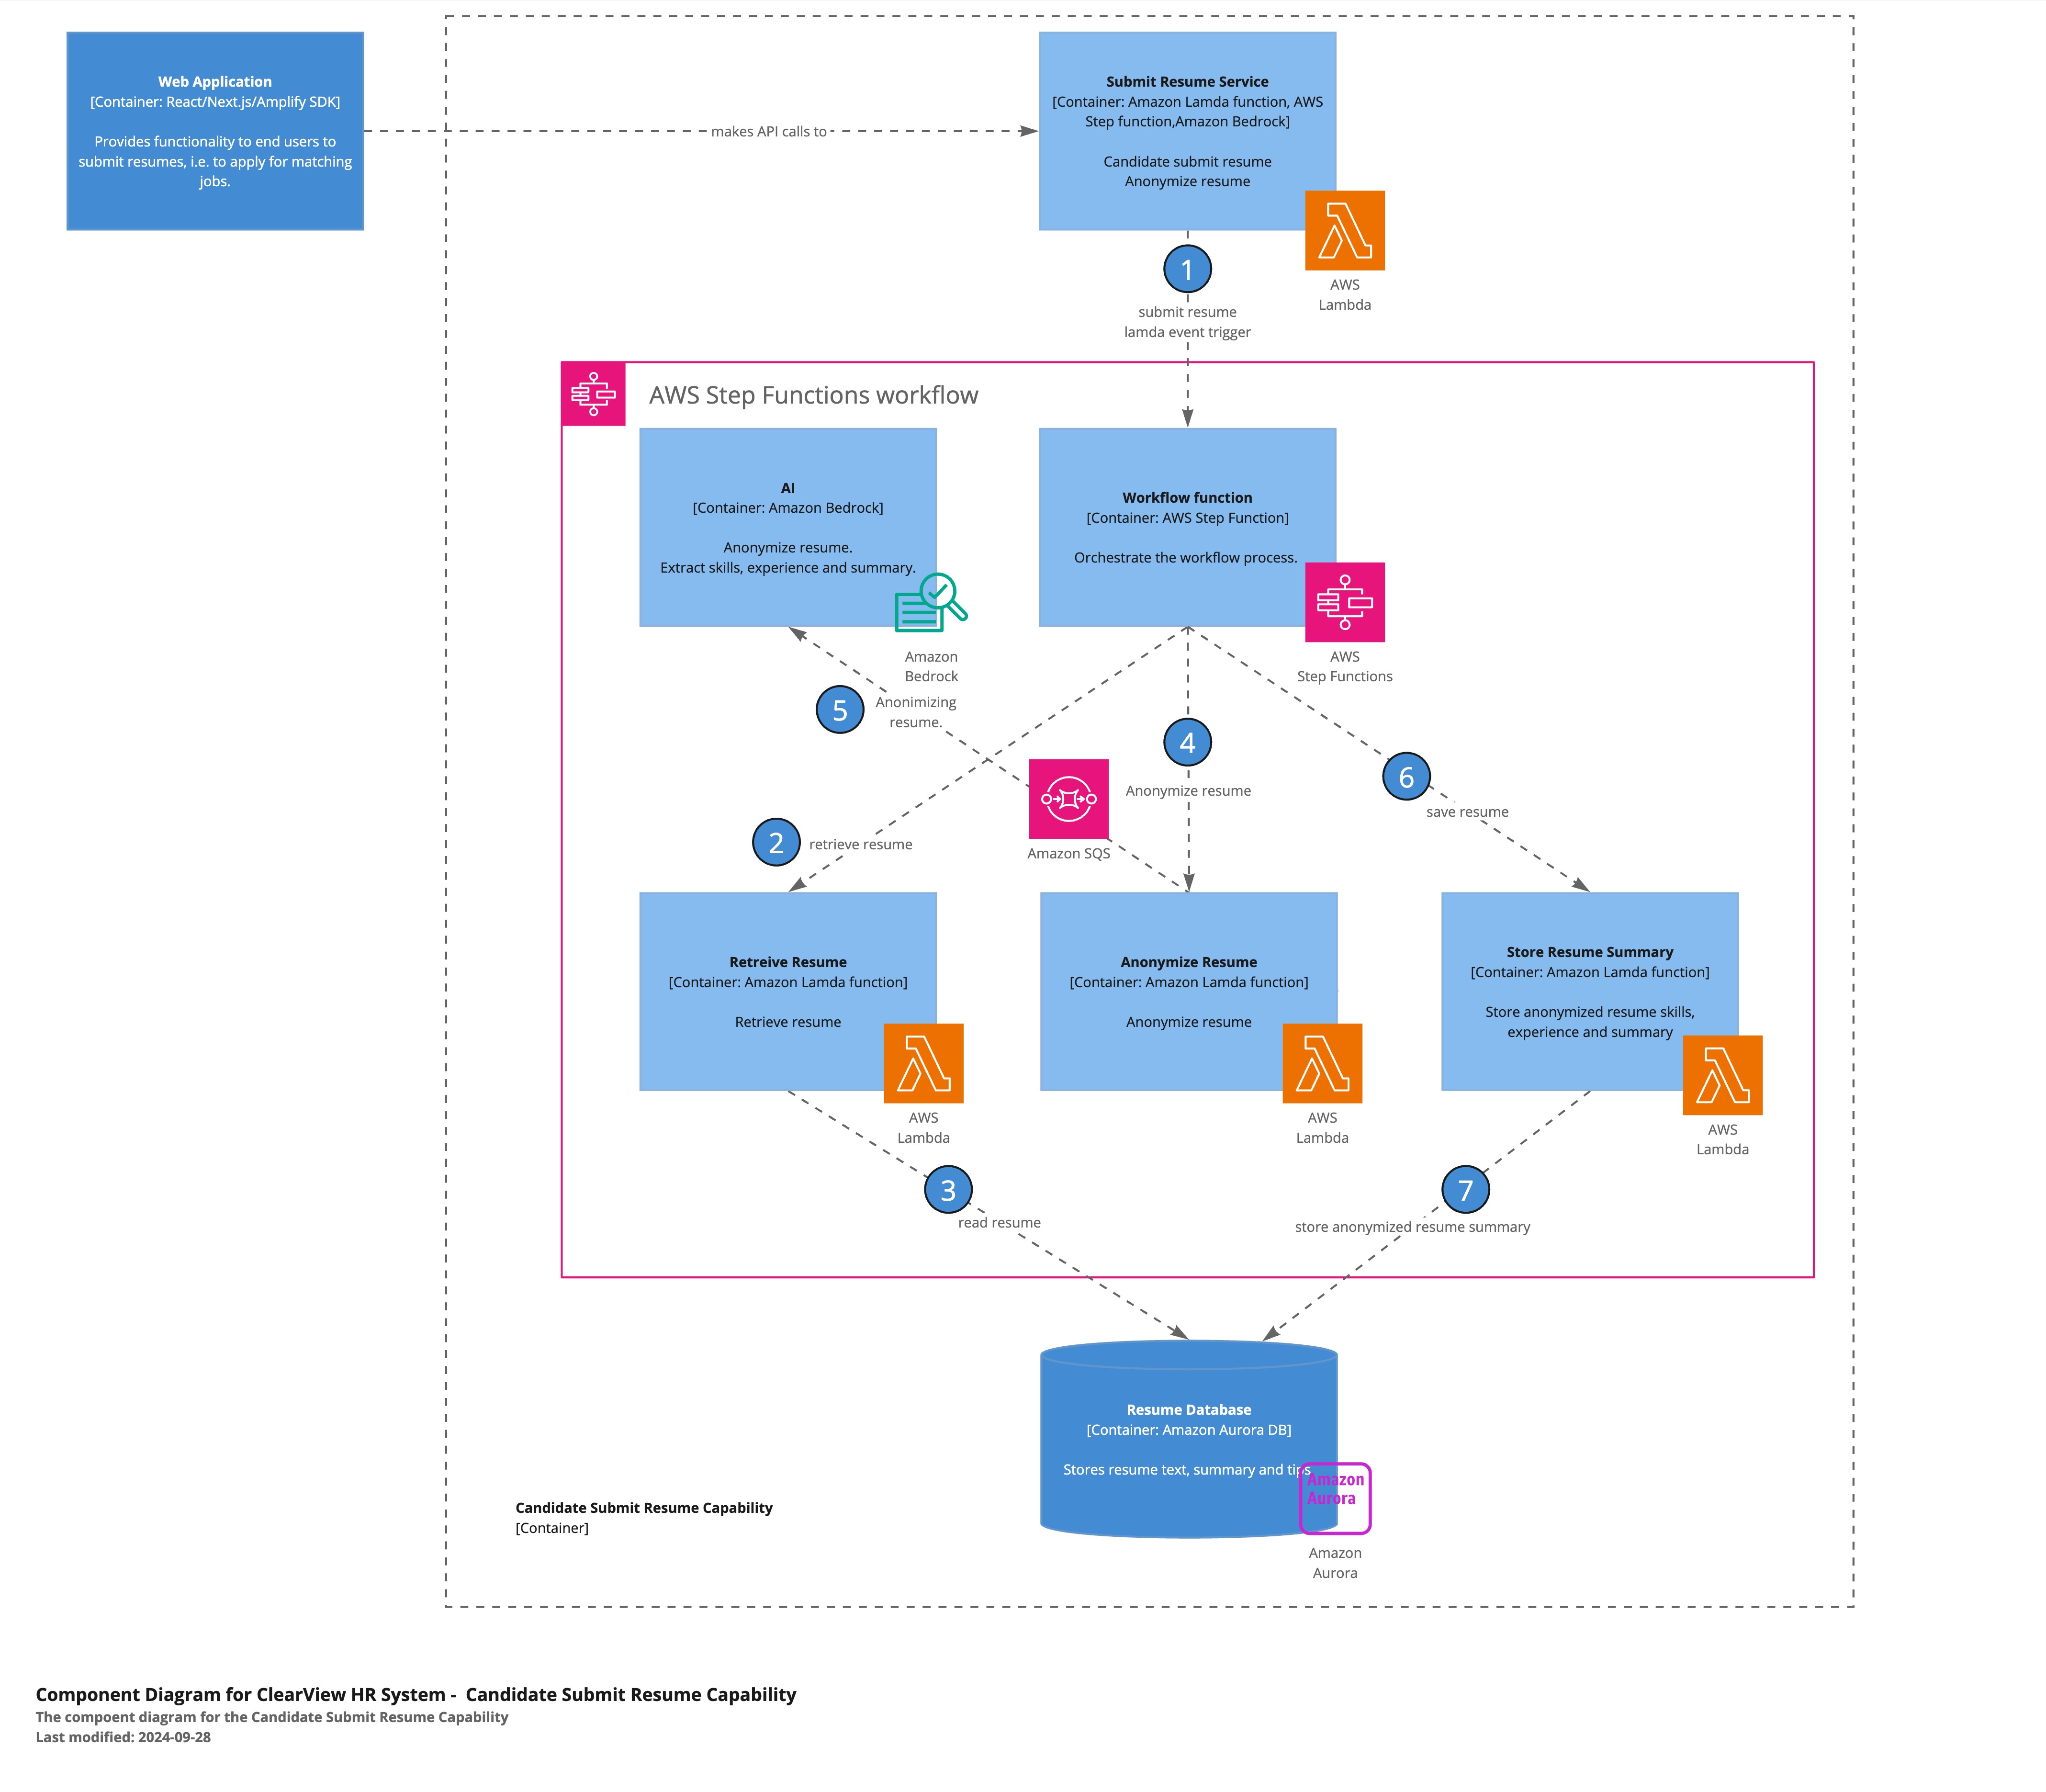 Web Application
[Container: React/Next.js/Amplify SDK]
Provides functionality to end users to
submit resumes, i.e. to apply for matching
jobs.
makes API calls to
Submit Resume Service
[Container: Amazon Lamda function, AWS
Step function,Amazon Bedrock]
Candidate submit resume
Anonymize resume
AWS
Lambda
1
submit resume
lamda event trigger
AWS Step Functions workflow
AI
[Container: Amazon Bedrock]
Anonymize resume.
Extract skills, experience and summary.
Amazon
Bedrock
Workflow function
[Container: AWS Step Function]
Orchestrate the workflow process.
AWS
Step Functions
5
Anonimizing
resume.
4
Anonymize resume
6
save resume
2
retrieve resume
Amazon SQS
Retreive Resume
[Container: Amazon Lamda function]
Retrieve resume
AWS
Lambda
Anonymize Resume
[Container: Amazon Lamda function]
Anonymize resume
AWS
Lambda
Store Resume Summary
[Container: Amazon Lamda function]
Store anonymized resume skills,
experience and summary
AWS
Lambda
3
read resume
7
store anonymized resume summary
Resume Database
[Container: Amazon Aurora DB]
Stores resume text, summary and tips
Amazon
Aurora
Amazon
Aurora
Candidate Submit Resume Capability
[Container]
Component Diagram for ClearView HR System - Candidate Submit Resume Capability
The compoent diagram for the Candidate Submit Resume Capability
Last modified: 2024-09-28